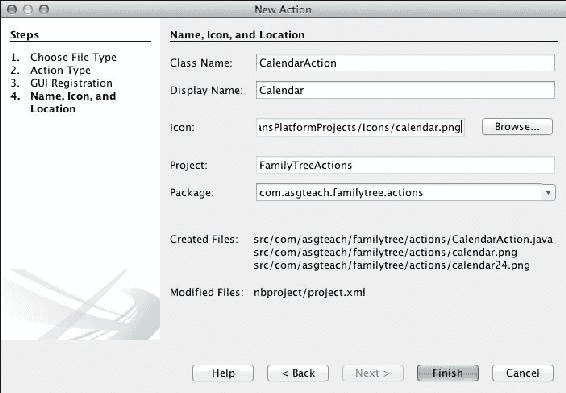 New Action
Steps
1. Choose File Type
2. Action Type
3. GUI Registration
4. Name, Icon, and
Location
Name, Icon, and Location
Class Name: CalendarAction
Display Name: Calendar
Icon: nsPlatformProjects/Icons/calendar.png Browse...
Project: FamilyTreeActions
Package: com.asgteach.familytree.actions
Created Files: src/com/asgteach/familytree/actions/CalendarAction.java
src/com/asgteach/familytree/actions/calendar.png
src/com/asgteach/familytree/actions/calendar24.png
Modified Files: nbproject/project.xml
Help < Back Next > Finish Cancel